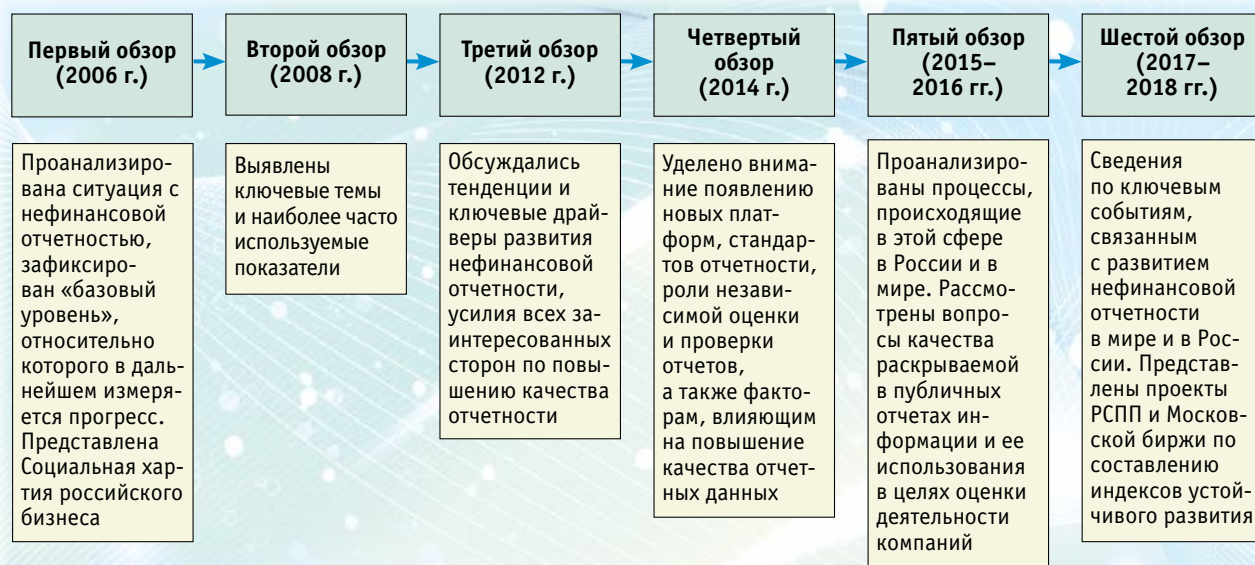 Первый обзор
(2006 г.)
Проанализиро-
вана ситуация с
нефинансовой
отчетностью,
зафиксиро-
ван «базовый
уровень»,
относительно
которого в даль-
нейшем измеря-
ется прогресс.
Представлена
Социальная хар-
тия российского
бизнеса
Второй обзор
(2008 г.)
Выявлены
ключевые темы
и наиболее часто
используемые
показатели
Третий обзор
(2012 г.)
Обсуждались
тенденции и
ключевые драй-
веры развития
нефинансовой
отчетности,
усилия всех за-
интересованных
сторон по повы-
шению качества
отчетности
Четвертый
обзор
(2014 г.)
Уделено внима-
ние появлению
новых плат-
форм, стандар-
тов отчетности,
роли незави-
симой оценки
и проверки
отчетов,
а также факто-
рам, влияющим
на повышение
качества отчет-
ных данных
Пятый обзор
(2015–
2016 гг.)
Проанализиро-
ваны процессы,
происходящие
в этой сфере
в России и в
мире. Рассмо-
трены вопро-
сы качества
раскрываемой
в публичных
отчетах ин-
формации и ее
использования
в целях оценки
деятельности
компаний
Шестой обзор
(2017–
2018 гг.)
Сведения
по ключевым
событиям,
связанным
с развитием
нефинансовой
отчетности
в мире и в Рос-
сии. Представ-
лены проекты
РСПП и Москов-
ской биржи по
составлению
индексов устой-
чивого развития